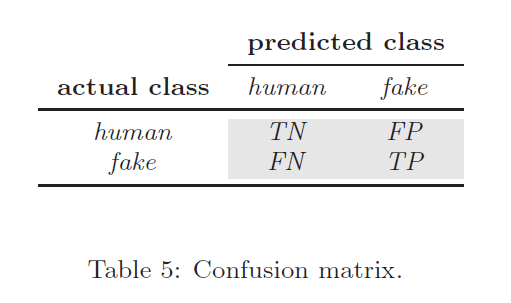 predicted class
actual class human fake
human TN FP
fake FN TP
Table 5: Confusion matrix.